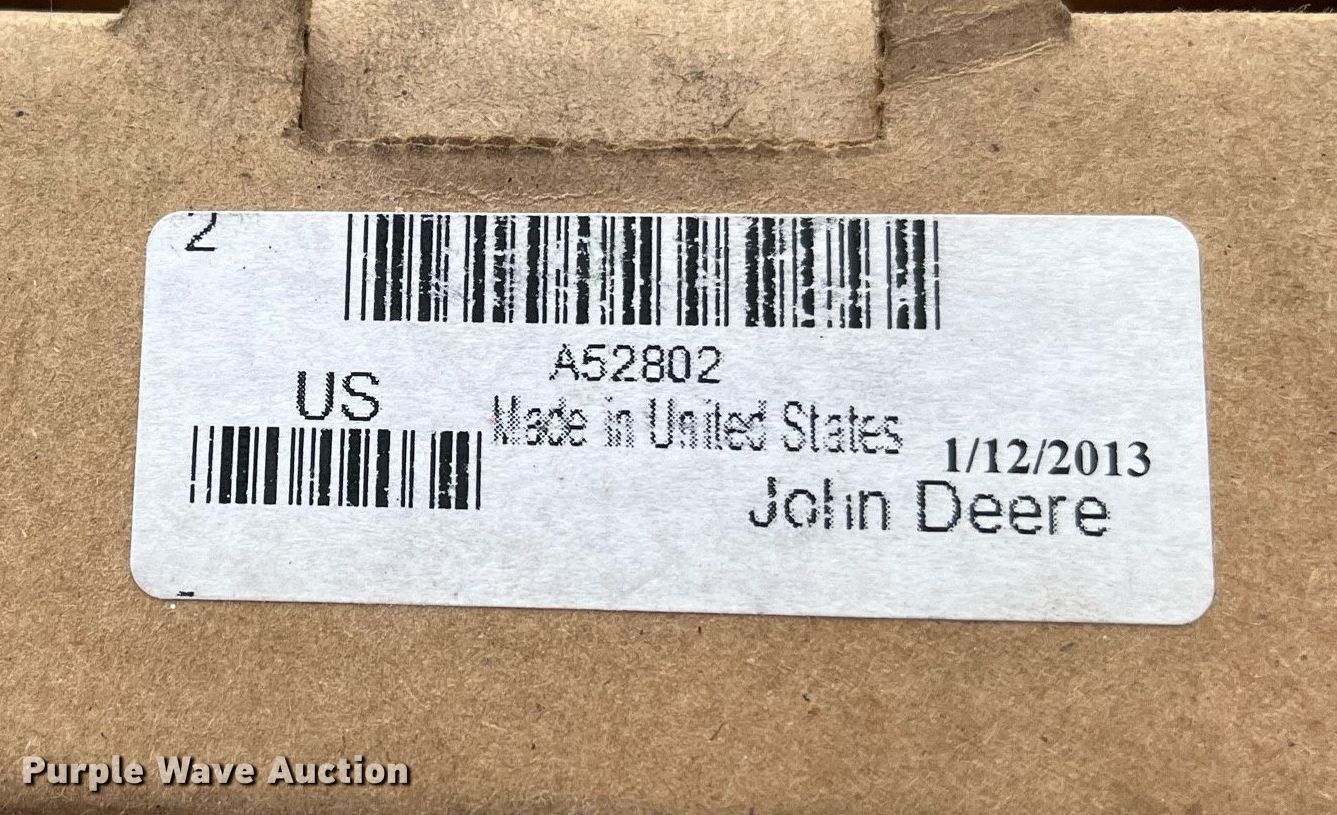 2
A52802
US
Made in United States
1/12/2013
John Deere
Purple Wave Auction